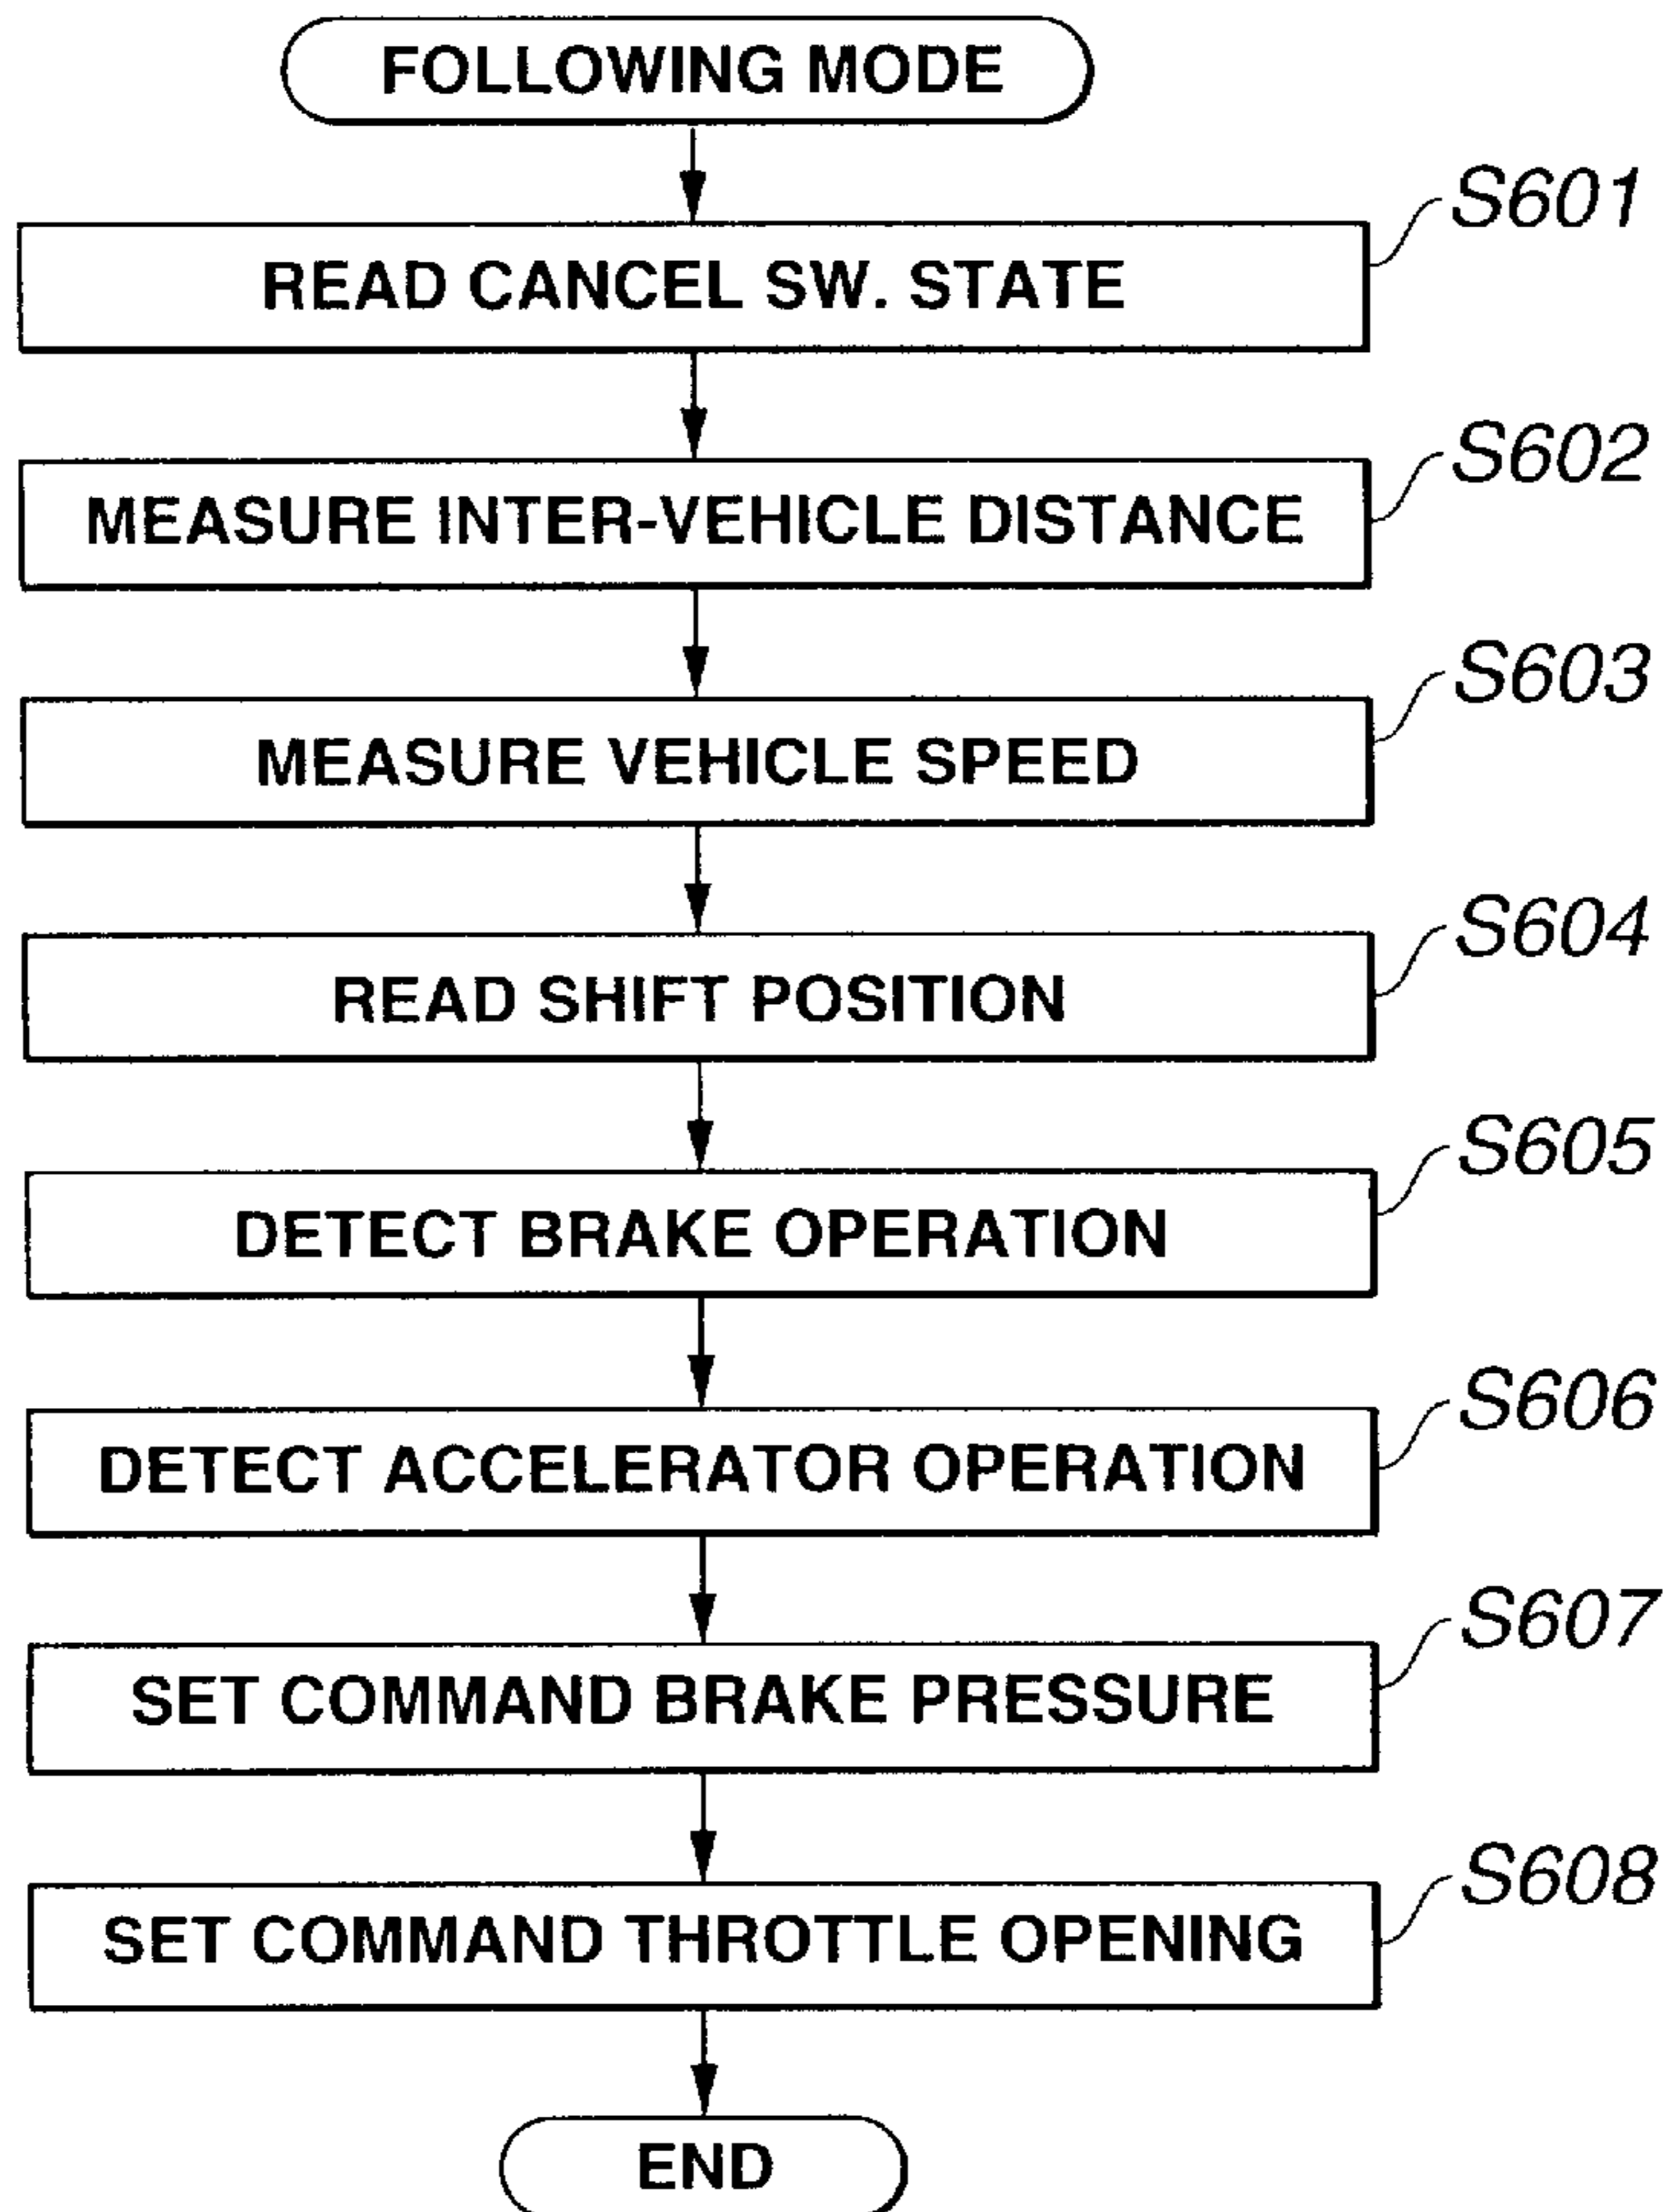 FOLLOWING MODE
S601
READ CANCEL SW. STATE
S602
MEASURE INTER-VEHICLE DISTANCE
S603
MEASURE VEHICLE SPEED
S604
READ SHIFT POSITION
S605
DETECT BRAKE OPERATION
S606
DETECT ACCELERATOR OPERATION
S607
SET COMMAND BRAKE PRESSURE
S608
SET COMMAND THROTTLE OPENING
END